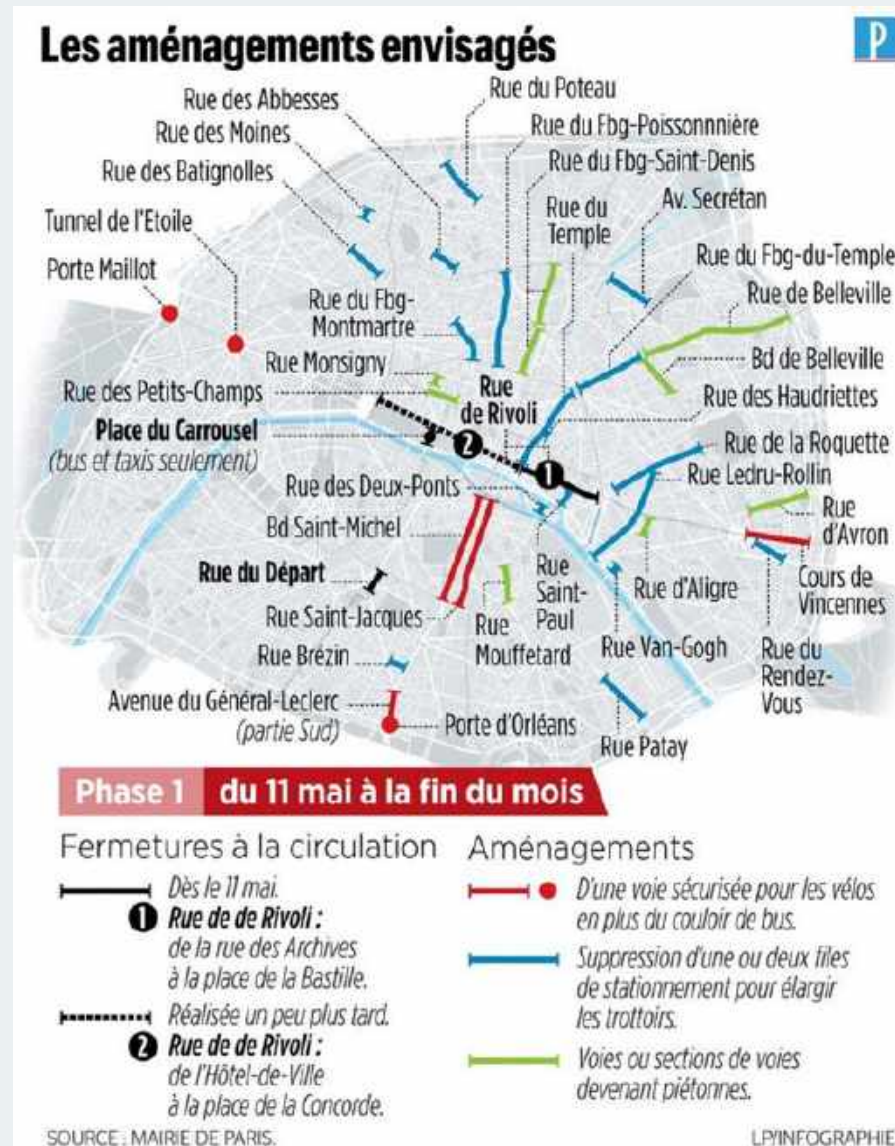 Les aménagements envisagés
P
Rue des Abbesses
Rue du Poteau
Rue des Moines
Rue du Fbg-Poissonnnière
Rue des Batignolles
Rue du Fbg-Saint-Denis
Rue du
Temple
Av. Secrétan
Tunnel de l'Etoile
Rue du Fbg-du-Temple
Porte Maillot
Rue de Belleville
Rue du Fbg-
Montmartre
Rue Monsigny
Bd de Belleville
Rue des Petits-Champs
Rue
de Rivoli
Rue des Haudriettes
Place du Carrousel
(bus et taxis seulement)
2
1
Rue de la Roquette
Rue Ledru-Rollin
Rue des Deux-Ponts
Rue
d'Avron
Bd Saint-Michel
Rue du Départ
Rue
Saint-
Paul
Rue d'Aligre
Cours de
Vincennes
Rue Saint-Jacques
Rue
Mouffetard
Rue Van-Gogh
Rue du
Rendez-
Vous
Rue Brézin
Avenue du Général-Leclerc
(partie Sud)
Porte d'Orléans
Rue Patay
Phase 1 du 11 mai à la fin du mois
Fermetures à la circulation
Dès le 11 mai.
1 Rue de de Rivoli :
de la rue des Archives
à la place de la Bastille.
Réalisée un peu plus tard.
2 Rue de de Rivoli :
de l'Hôtel-de-Ville
à la place de la Concorde.
Aménagements
D'une voie sécurisée pour les vélos
en plus du couloir de bus.
Suppression d'une ou deux files
de stationnement pour élargir
les trottoirs.
Voies ou sections de voies
devenant piétonnes.
SOURCE : MAIRIE DE PARIS.
LP/INFOGRAPHIE